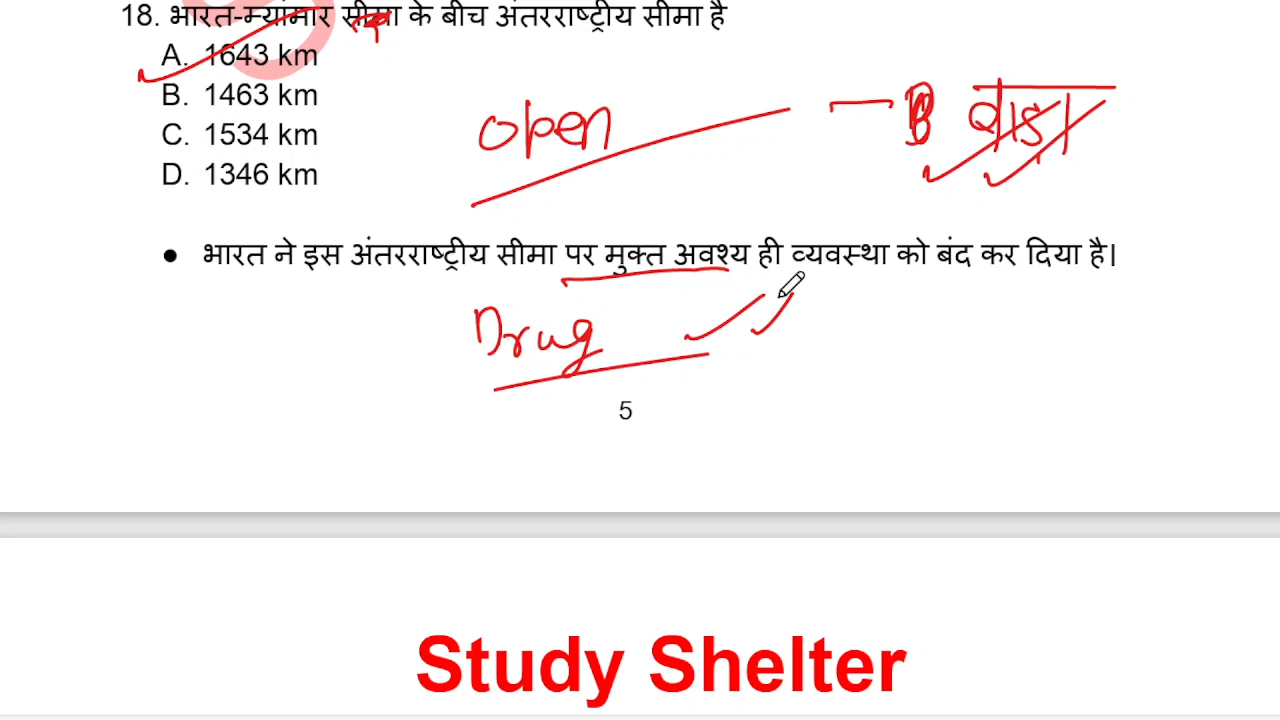 18. भारत-म्यांमार सीमा के बीच अंतरराष्ट्रीय सीमा है
A. 1643 km
B. 1463 km
C. 1534 km
D. 1346 km
open
बाड़ा
● भारत ने इस अंतरराष्ट्रीय सीमा पर मुक्त अवश्य ही व्यवस्था को बंद कर दिया है।
Drug
5
Study Shelter